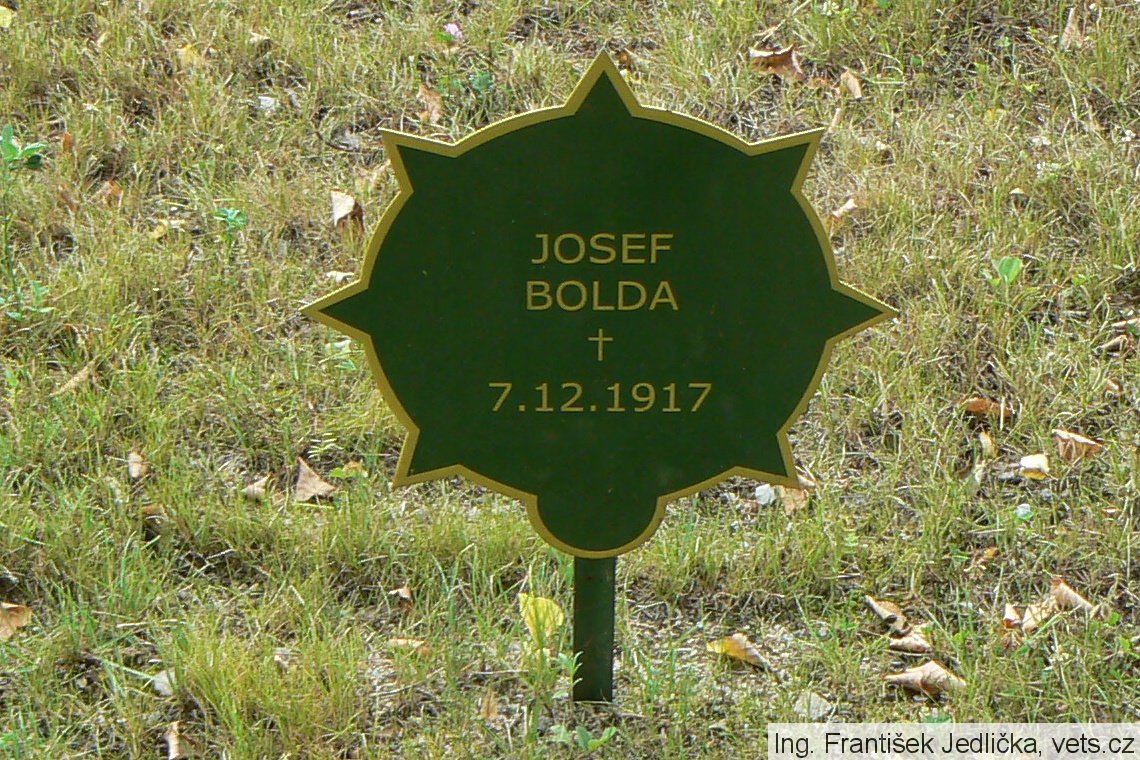 JOSEF
BOLDA
†
7.12.1917
Ing. František Jedlička, vets.cz